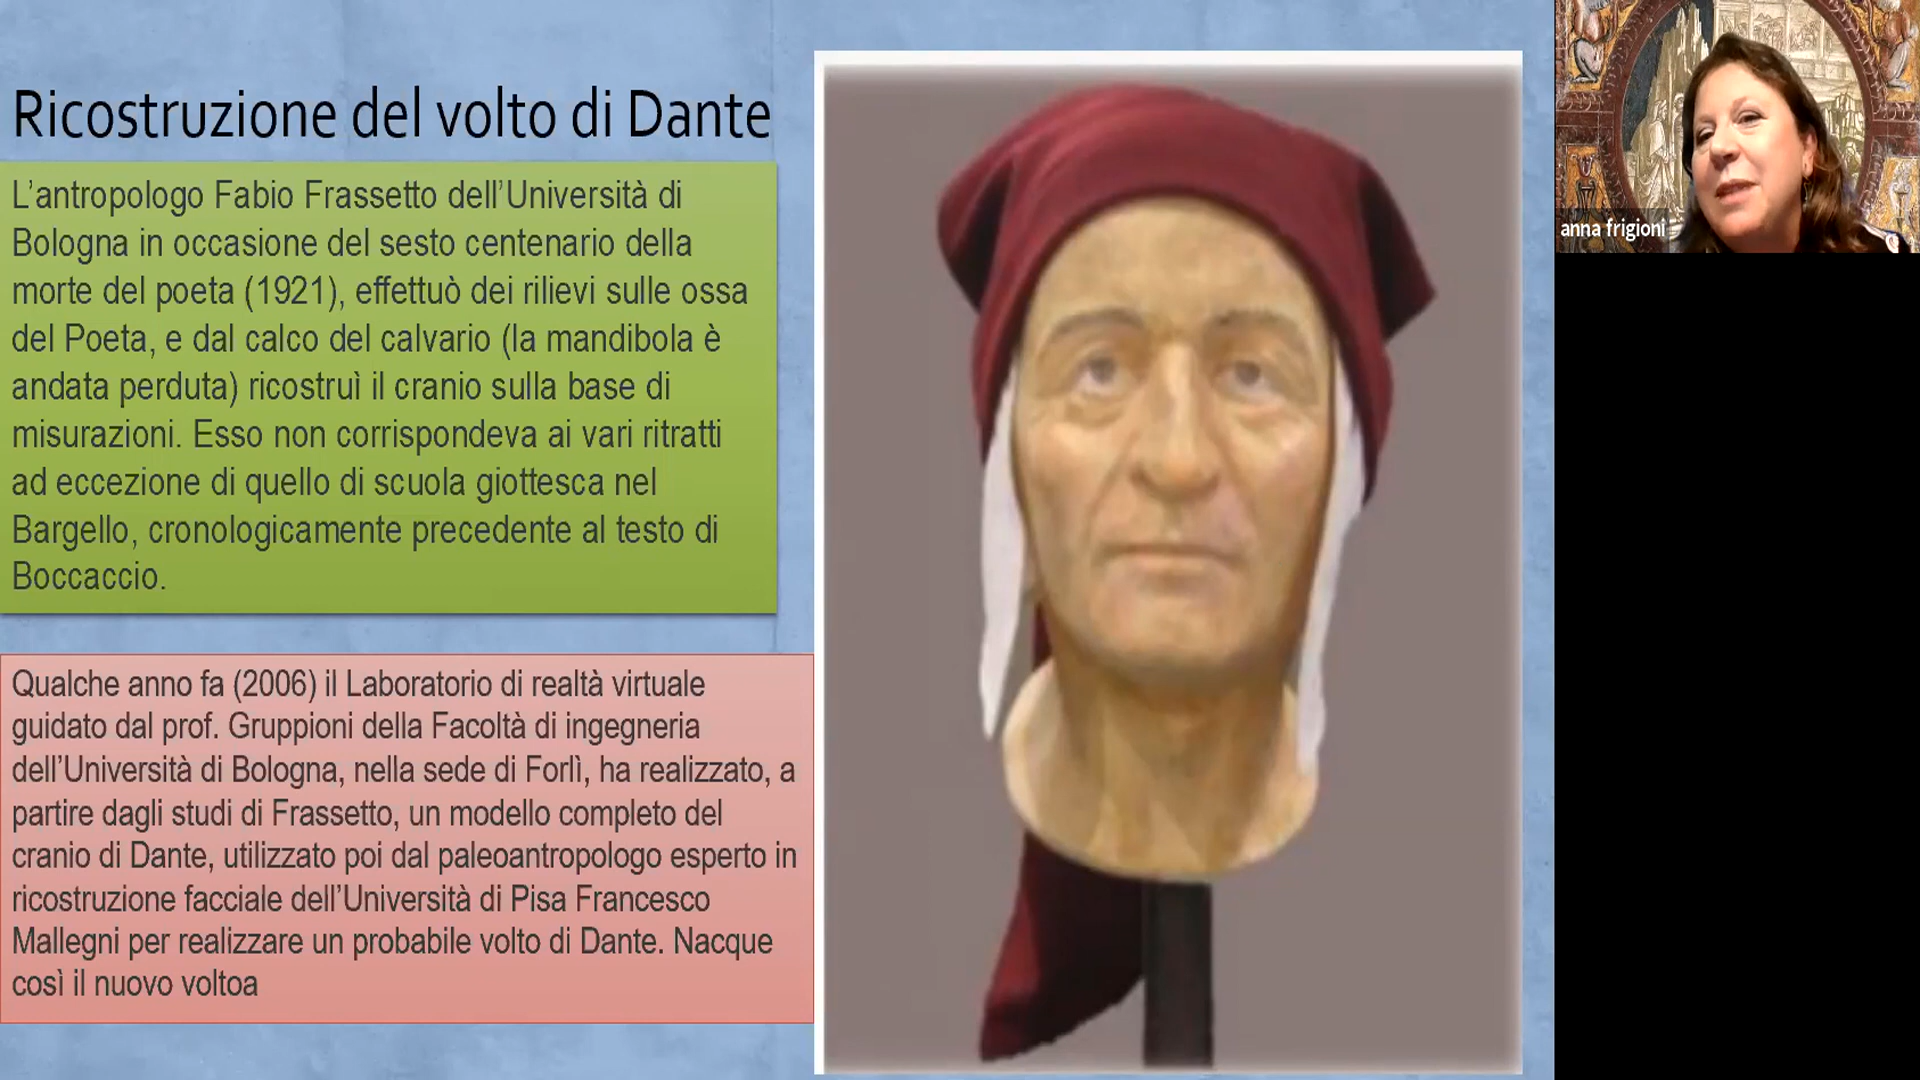 Ricostruzione del volto di Dante
L’antropologo Fabio Frassetto dell’Università di
Bologna in occasione del sesto centenario della
morte del poeta (1921), effettuò dei rilievi sulle ossa
del Poeta, e dal calco del calvario (la mandibola è
andata perduta) ricostruì il cranio sulla base di
misurazioni. Esso non corrispondeva ai vari ritratti
ad eccezione di quello di scuola giottesca nel
Bargello, cronologicamente precedente al testo di
Boccaccio.
Qualche anno fa (2006) il Laboratorio di realtà virtuale
guidato dal prof. Gruppioni della Facoltà di ingegneria
dell’Università di Bologna, nella sede di Forlì, ha realizzato, a
partire dagli studi di Frassetto, un modello completo del
cranio di Dante, utilizzato poi dal paleoantropologo esperto in
ricostruzione facciale dell’Università di Pisa Francesco
Mallegni per realizzare un probabile volto di Dante. Nacque
così il nuovo voltoa
anna frigioni